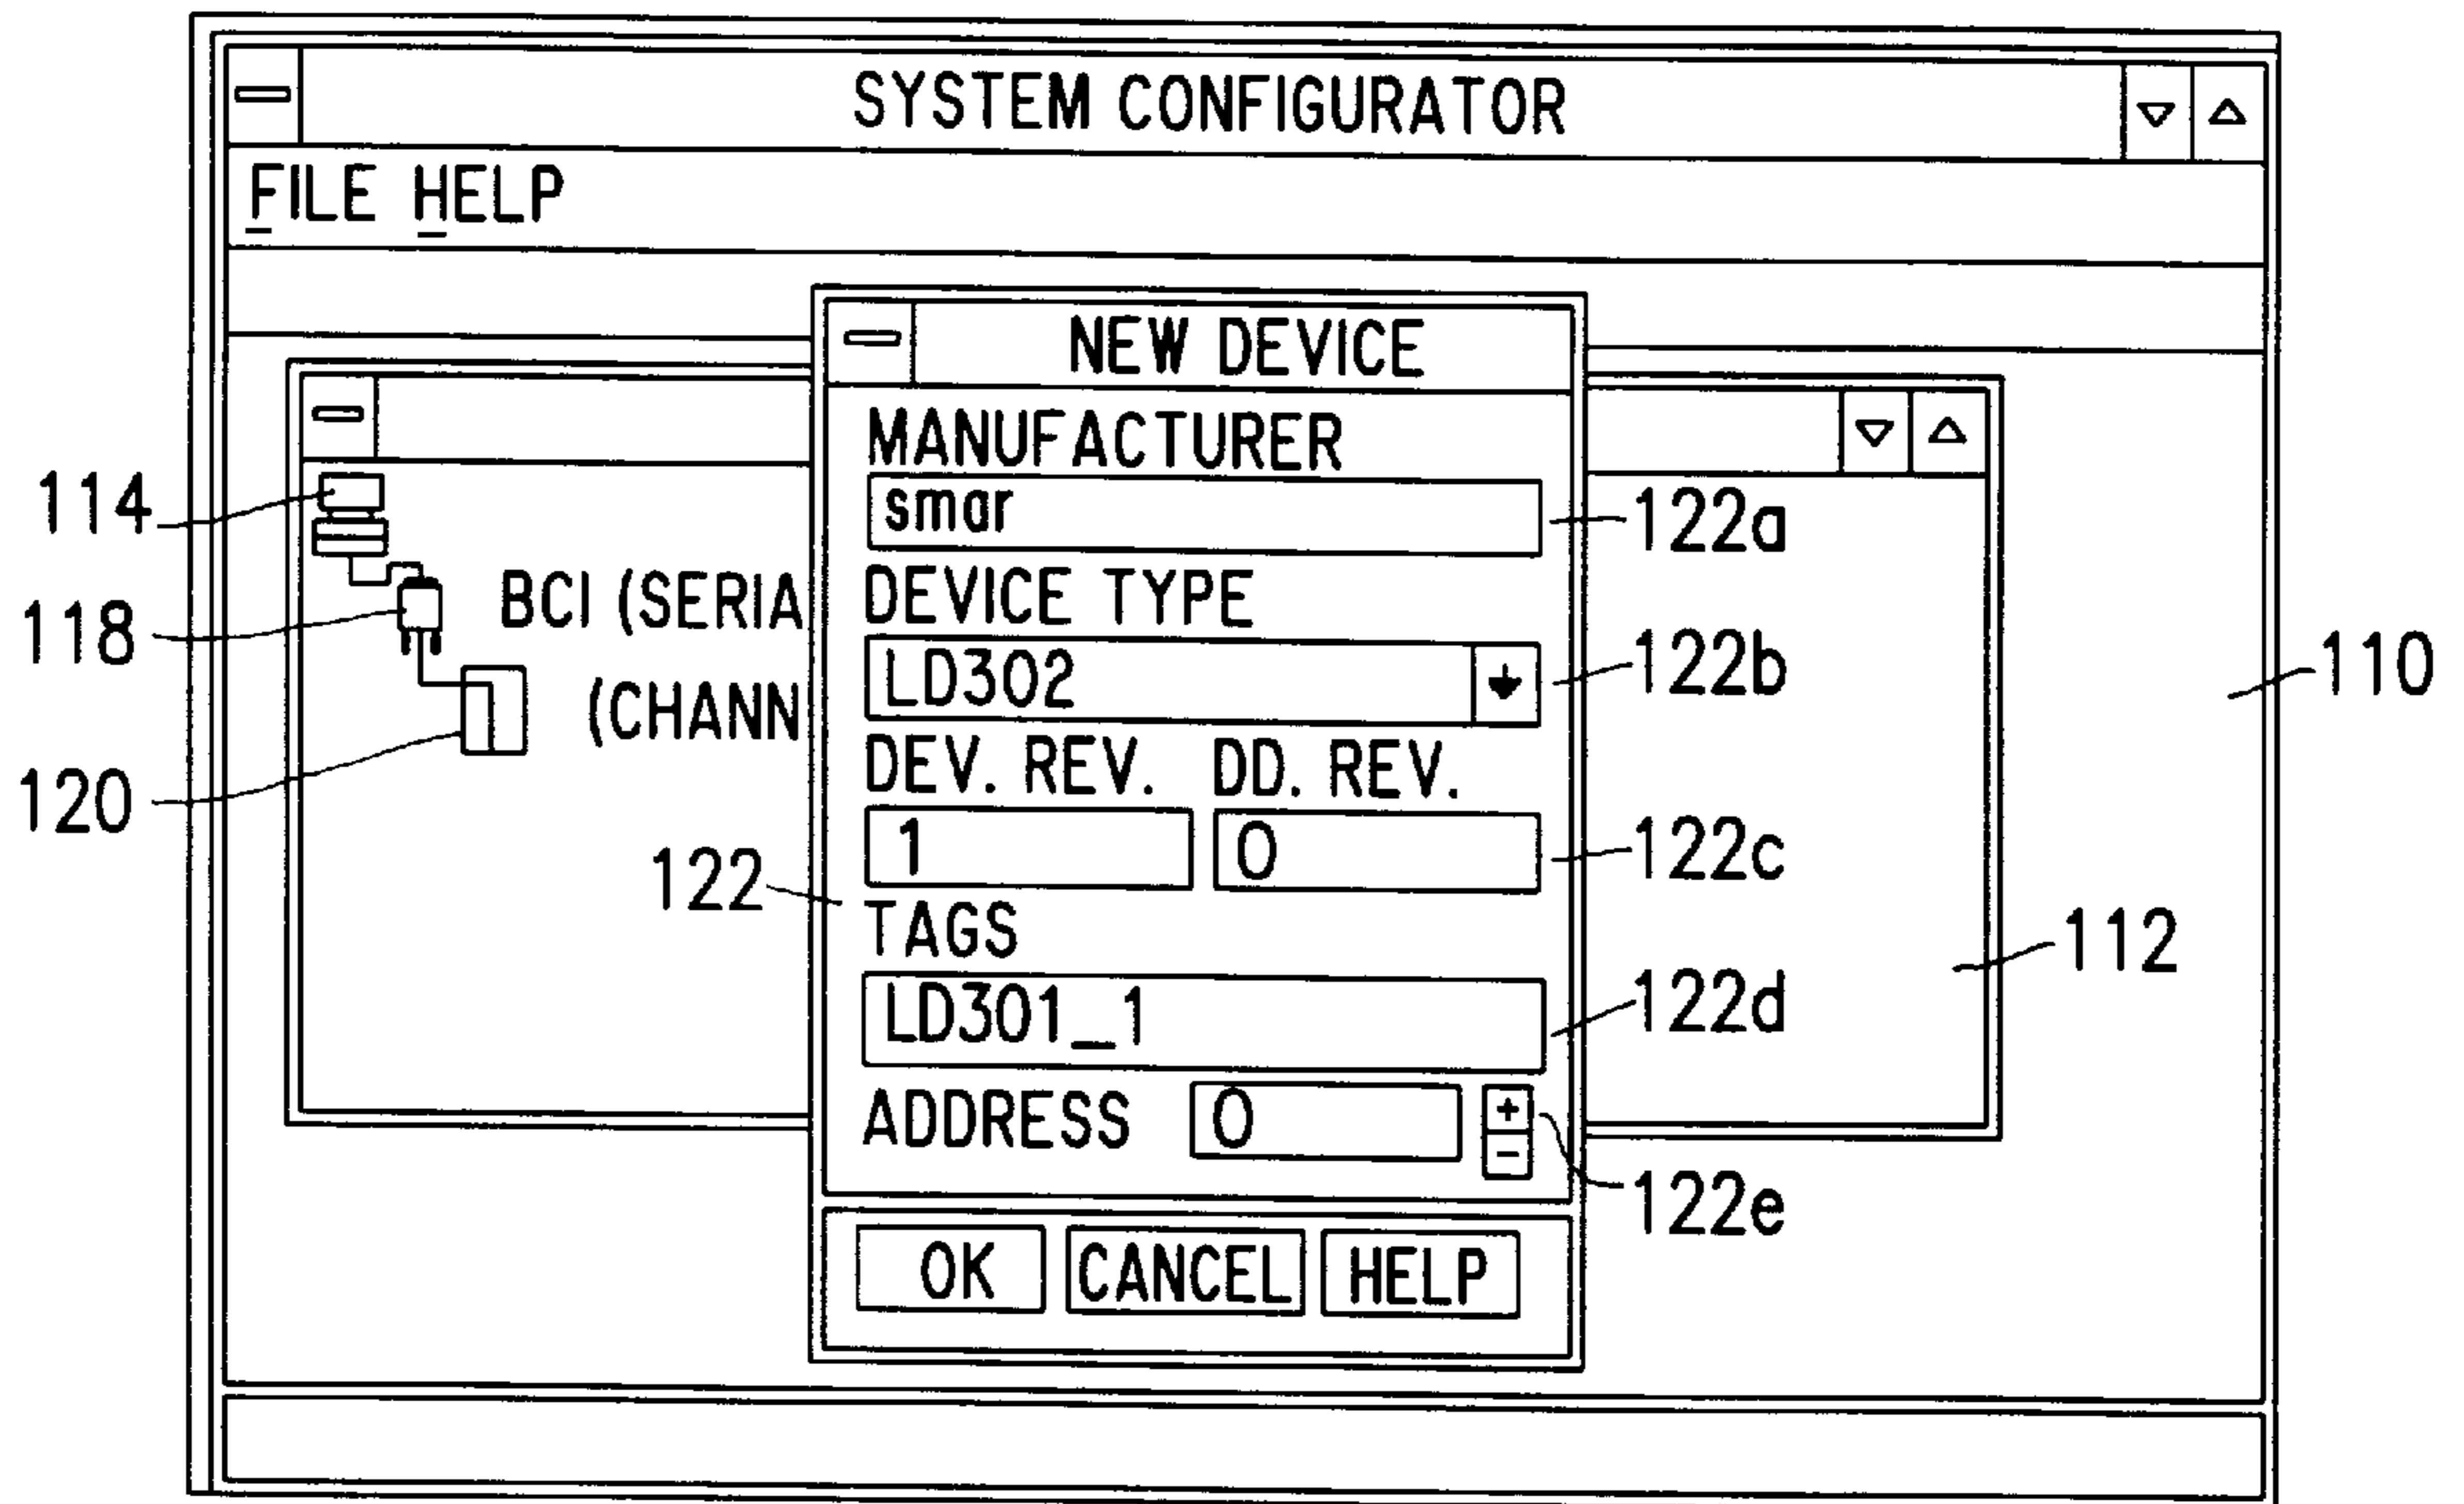 SYSTEM CONFIGURATOR
FILE HELP
NEW DEVICE
MANUFACTURER
114
smar
122a
BCI (SERIA
DEVICE TYPE
118
LD302
122b
110
(CHANN
DEV. REV. DD. REV.
120
1 0
122c
122
TAGS
112
LD301_1
122d
ADDRESS 0 +
-
122e
OK CANCEL HELP